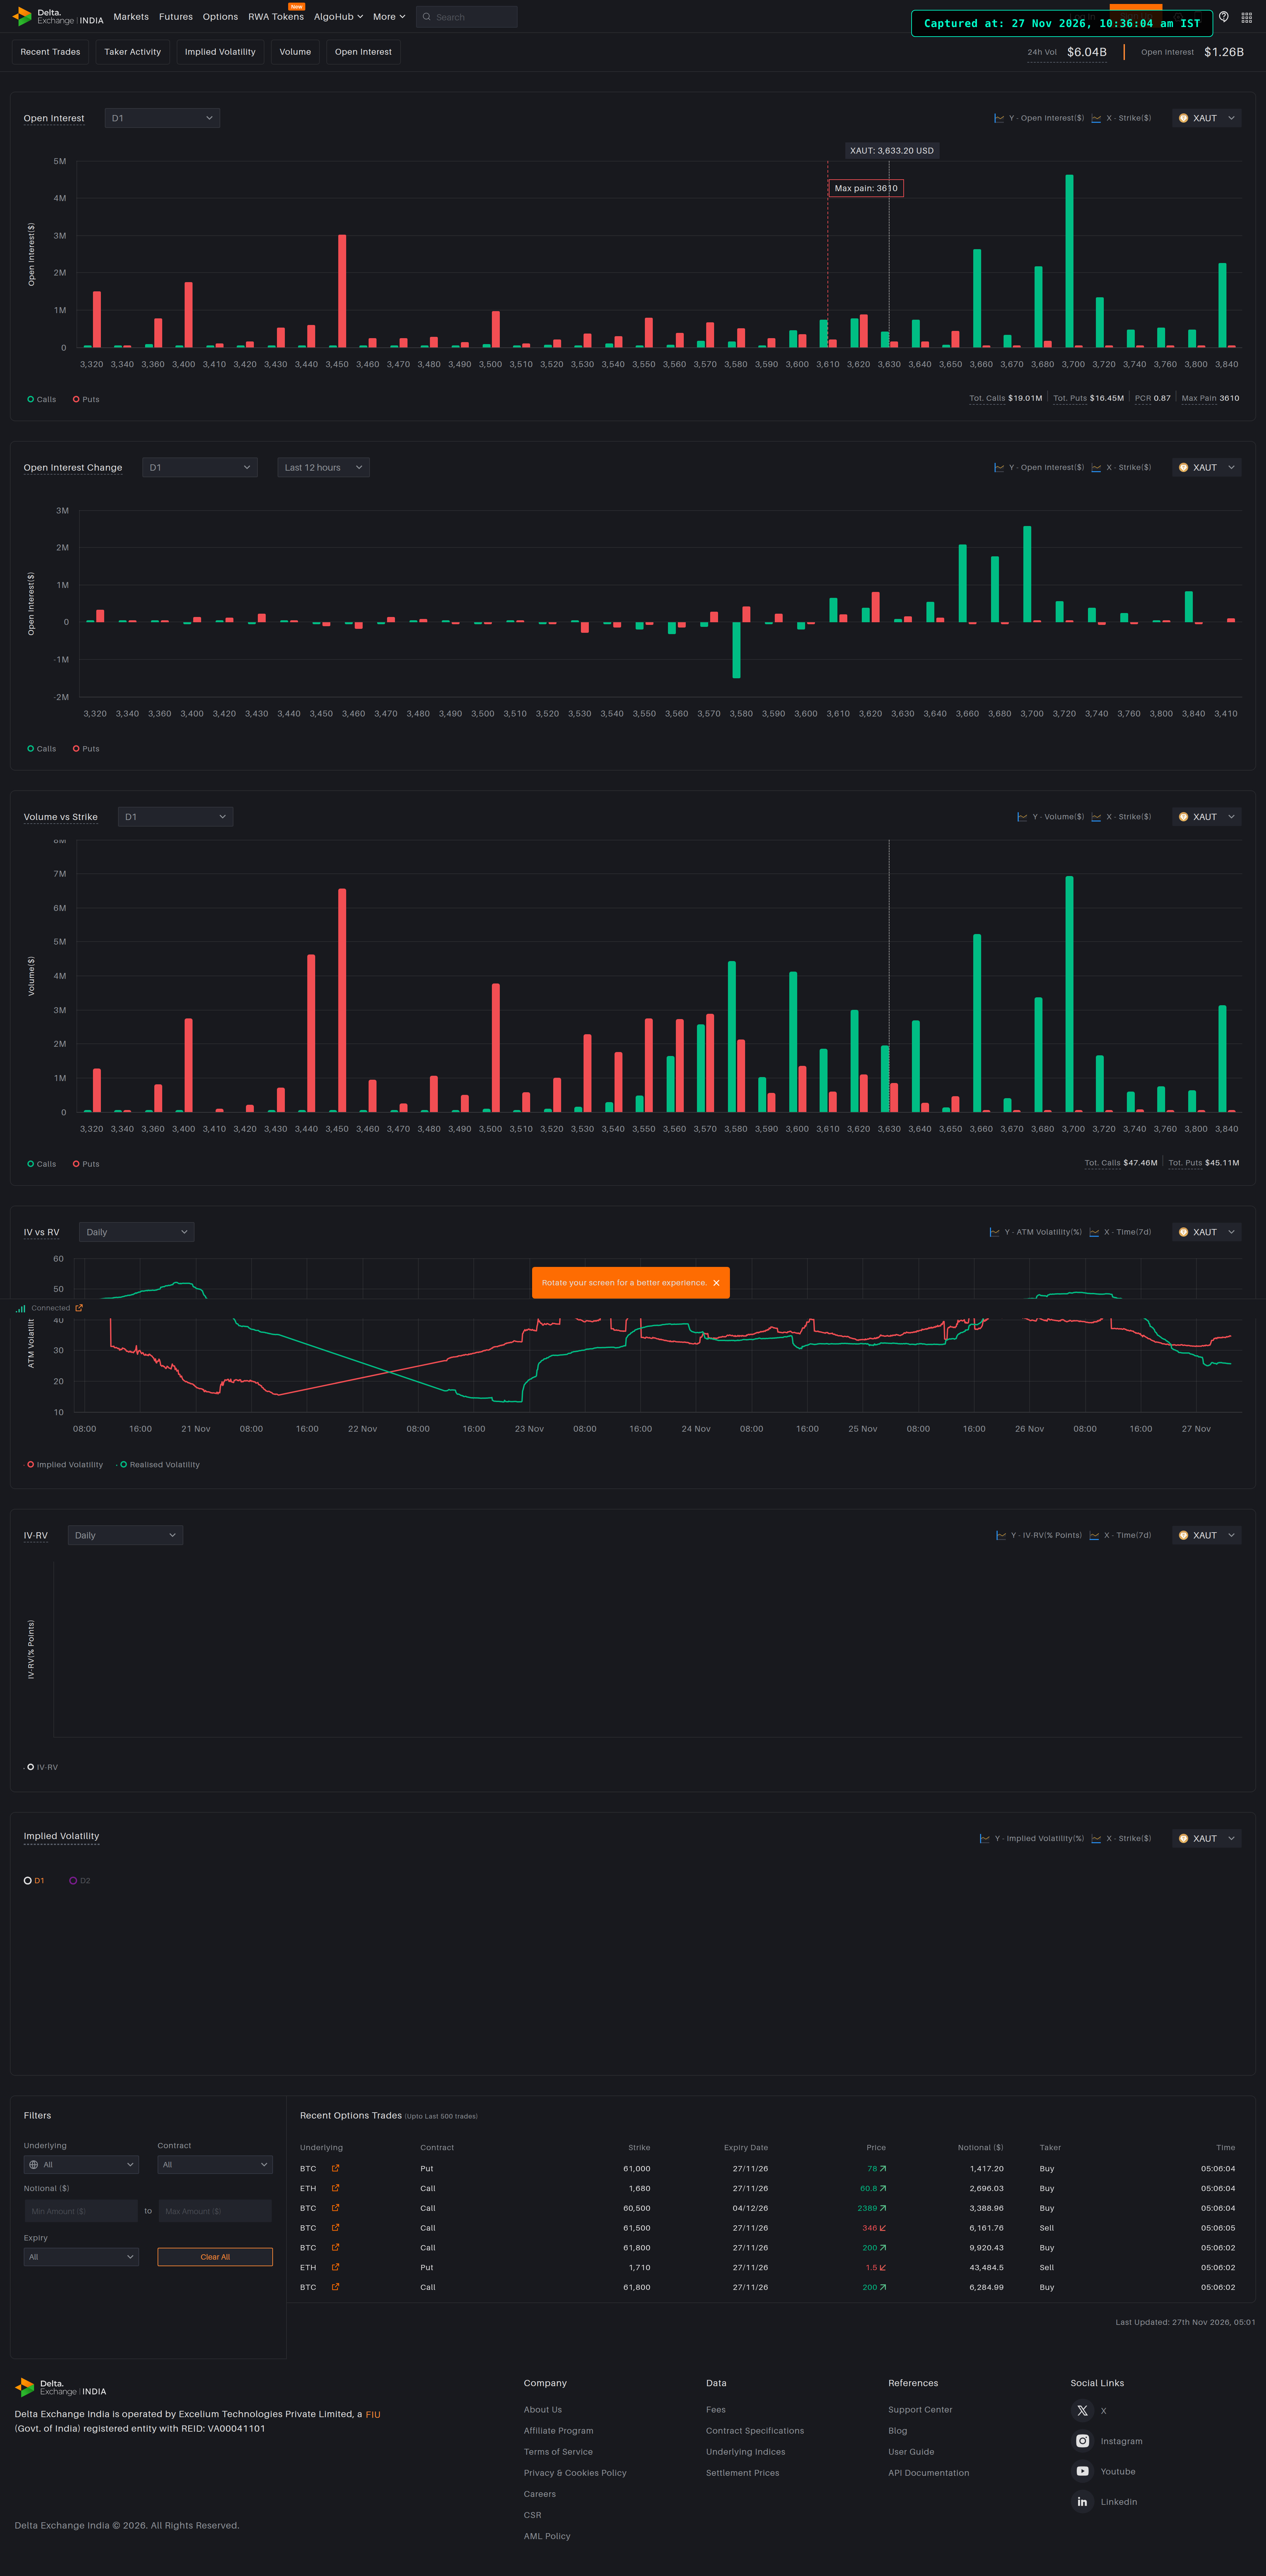 Delta.
Exchange | INDIA
Markets Futures Options RWA Tokens New AlgoHub More Search
Captured at: 27 Nov 2026, 10:36:04 am IST
Recent Trades Taker Activity Implied Volatility Volume Open Interest
24h Vol $6.04B Open Interest $1.26B
Open Interest D1 Y - Open Interest($) X - Strike($) XAUT
XAUT: 3,633.20 USD
Max pain: 3610
5M
4M
3M
2M
1M
0
Open Interest($)
3,320 3,340 3,360 3,400 3,410 3,420 3,430 3,440 3,450 3,460 3,470 3,480 3,490 3,500 3,510 3,520 3,530 3,540 3,550 3,560 3,570 3,580 3,590 3,600 3,610 3,620 3,630 3,640 3,650 3,660 3,670 3,680 3,700 3,720 3,740 3,760 3,800 3,840
Calls Puts
Tot. Calls $19.01M Tot. Puts $16.45M PCR 0.87 Max Pain 3610
Open Interest Change D1 Last 12 hours Y - Open Interest($) X - Strike($) XAUT
3M
2M
1M
0
-1M
-2M
Open Interest($)
3,320 3,340 3,360 3,400 3,420 3,430 3,440 3,450 3,460 3,470 3,480 3,490 3,500 3,510 3,520 3,530 3,540 3,550 3,560 3,570 3,580 3,590 3,600 3,610 3,620 3,630 3,640 3,660 3,680 3,700 3,720 3,740 3,760 3,800 3,840 3,410
Calls Puts
Volume vs Strike D1 Y - Volume($) X - Strike($) XAUT
8M
7M
6M
5M
4M
3M
2M
1M
0
Volume($)
3,320 3,340 3,360 3,400 3,410 3,420 3,430 3,440 3,450 3,460 3,470 3,480 3,490 3,500 3,510 3,520 3,530 3,540 3,550 3,560 3,570 3,580 3,590 3,600 3,610 3,620 3,630 3,640 3,650 3,660 3,670 3,680 3,700 3,720 3,740 3,760 3,800 3,840
Calls Puts
Tot. Calls $47.46M Tot. Puts $45.11M
IV vs RV Daily Y - ATM Volatility(%) X - Time(7d) XAUT
60
50
Rotate your screen for a better experience.
Connected
40
30
20
10
ATM Volatilit
08:00 16:00 21 Nov 08:00 16:00 22 Nov 08:00 16:00 23 Nov 08:00 16:00 24 Nov 08:00 16:00 25 Nov 08:00 16:00 26 Nov 08:00 16:00 27 Nov
Implied Volatility Realised Volatility
IV-RV Daily Y - IV-RV(% Points) X - Time(7d) XAUT
IV-RV(% Points)
IV-RV
Implied Volatility Y - Implied Volatility(%) X - Strike($) XAUT
D1 D2
Filters
Underlying Contract
All All
Notional ($)
Min Amount ($) to Max Amount ($)
Expiry
All Clear All
Recent Options Trades (Upto Last 500 trades)
Underlying Contract Strike Expiry Date Price Notional ($) Taker Time
BTC Put 61,000 27/11/26 78 1,417.20 Buy 05:06:04
ETH Call 1,680 27/11/26 60.8 2,696.03 Buy 05:06:04
BTC Call 60,500 04/12/26 2389 3,388.96 Buy 05:06:04
BTC Call 61,500 27/11/26 346 6,161.76 Sell 05:06:05
BTC Call 61,800 27/11/26 200 9,920.43 Buy 05:06:02
ETH Put 1,710 27/11/26 1.5 43,484.5 Sell 05:06:02
BTC Call 61,800 27/11/26 200 6,284.99 Buy 05:06:02
Last Updated: 27th Nov 2026, 05:01
Delta.
Exchange | INDIA
Delta Exchange India is operated by Excelium Technologies Private Limited, a FIU
(Govt. of India) registered entity with REID: VA00041101
Delta Exchange India © 2026. All Rights Reserved.
Company
About Us
Affiliate Program
Terms of Service
Privacy & Cookies Policy
Careers
CSR
AML Policy
Data
Fees
Contract Specifications
Underlying Indices
Settlement Prices
References
Support Center
Blog
User Guide
API Documentation
Social Links
X
Instagram
Youtube
Linkedin